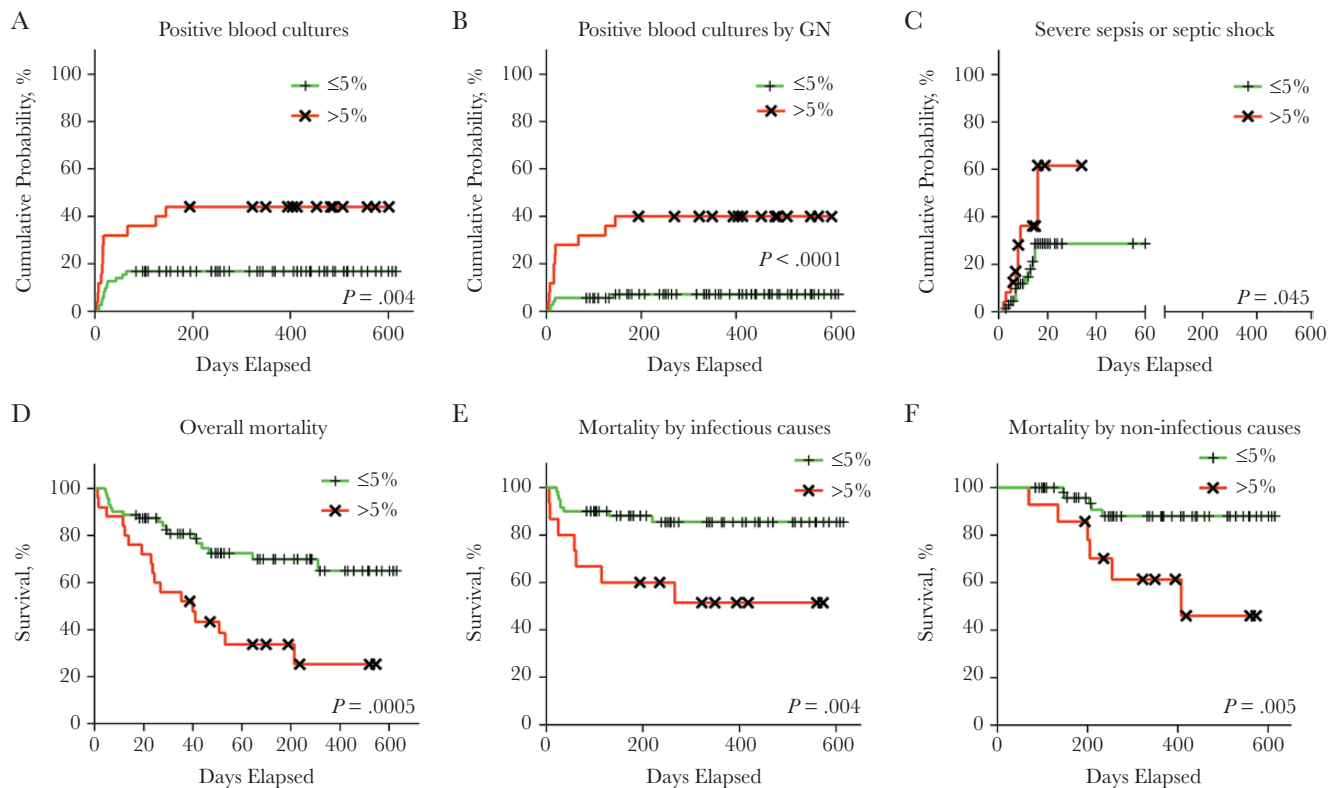 A
Positive blood cultures
100
80
60
40
20
0
Cumulative Probability, %
≤5%
>5%
P = .004
0 200 400 600
Days Elapsed
B
Positive blood cultures by GN
100
80
60
40
20
0
Cumulative Probability, %
≤5%
>5%
P < .0001
0 200 400 600
Days Elapsed
C
Severe sepsis or septic shock
100
80
60
40
20
0
Cumulative Probability, %
≤5%
>5%
P = .045
0 20 40 60 200 400 600
Days Elapsed
D
Overall mortality
100
80
60
40
20
0
Survival, %
≤5%
>5%
P = .0005
0 20 40 60 200 400 600
Days Elapsed
E
Mortality by infectious causes
100
80
60
40
20
0
Survival, %
≤5%
>5%
P = .004
0 200 400 600
Days Elapsed
F
Mortality by non-infectious causes
100
80
60
40
20
0
Survival, %
≤5%
>5%
P = .005
0 200 400 600
Days Elapsed